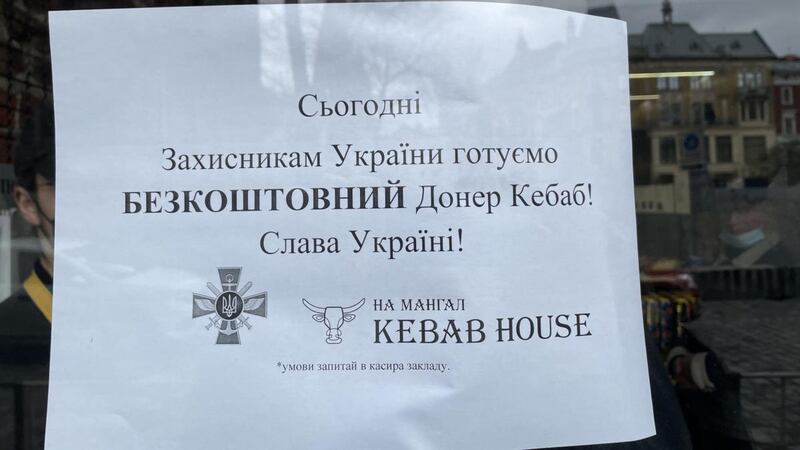 Сьогодні
Захисникам України готуємо
БЕЗКОШТОВНИЙ Донер Кебаб!
Слава Україні!
НА МАНГАЛ
KEBAB HOUSE
*умови запитай в касира закладу.